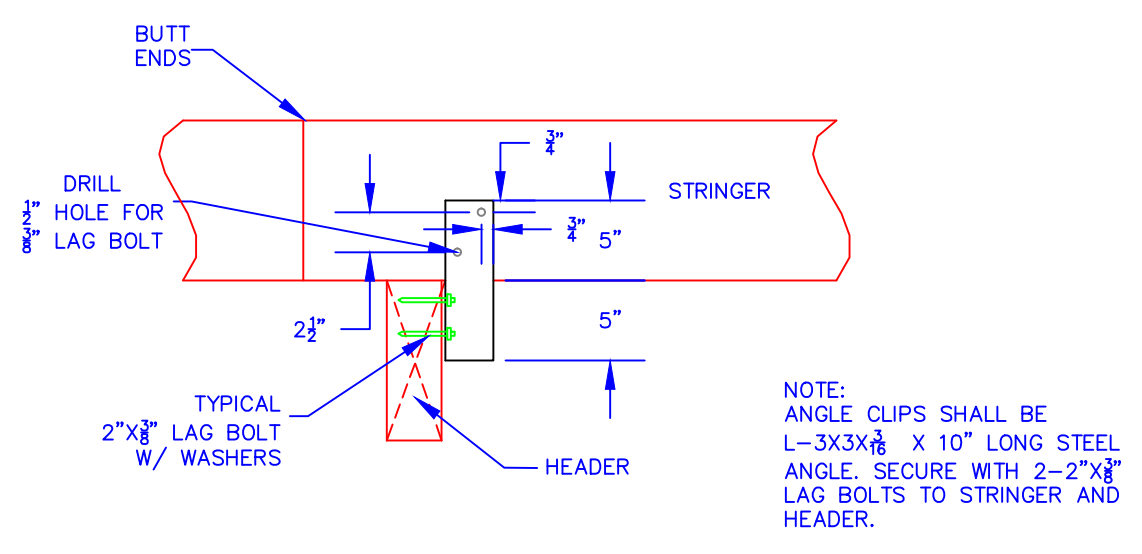 BUTT
ENDS
3/4"
DRILL
1/2" HOLE FOR
3/8" LAG BOLT
STRINGER
3/4"
5"
2 1/2"
5"
TYPICAL
2"X3/8" LAG BOLT
W/ WASHERS
HEADER
NOTE:
ANGLE CLIPS SHALL BE
L-3X3X3/16 X 10" LONG STEEL
ANGLE. SECURE WITH 2-2"X3/8"
LAG BOLTS TO STRINGER AND
HEADER.